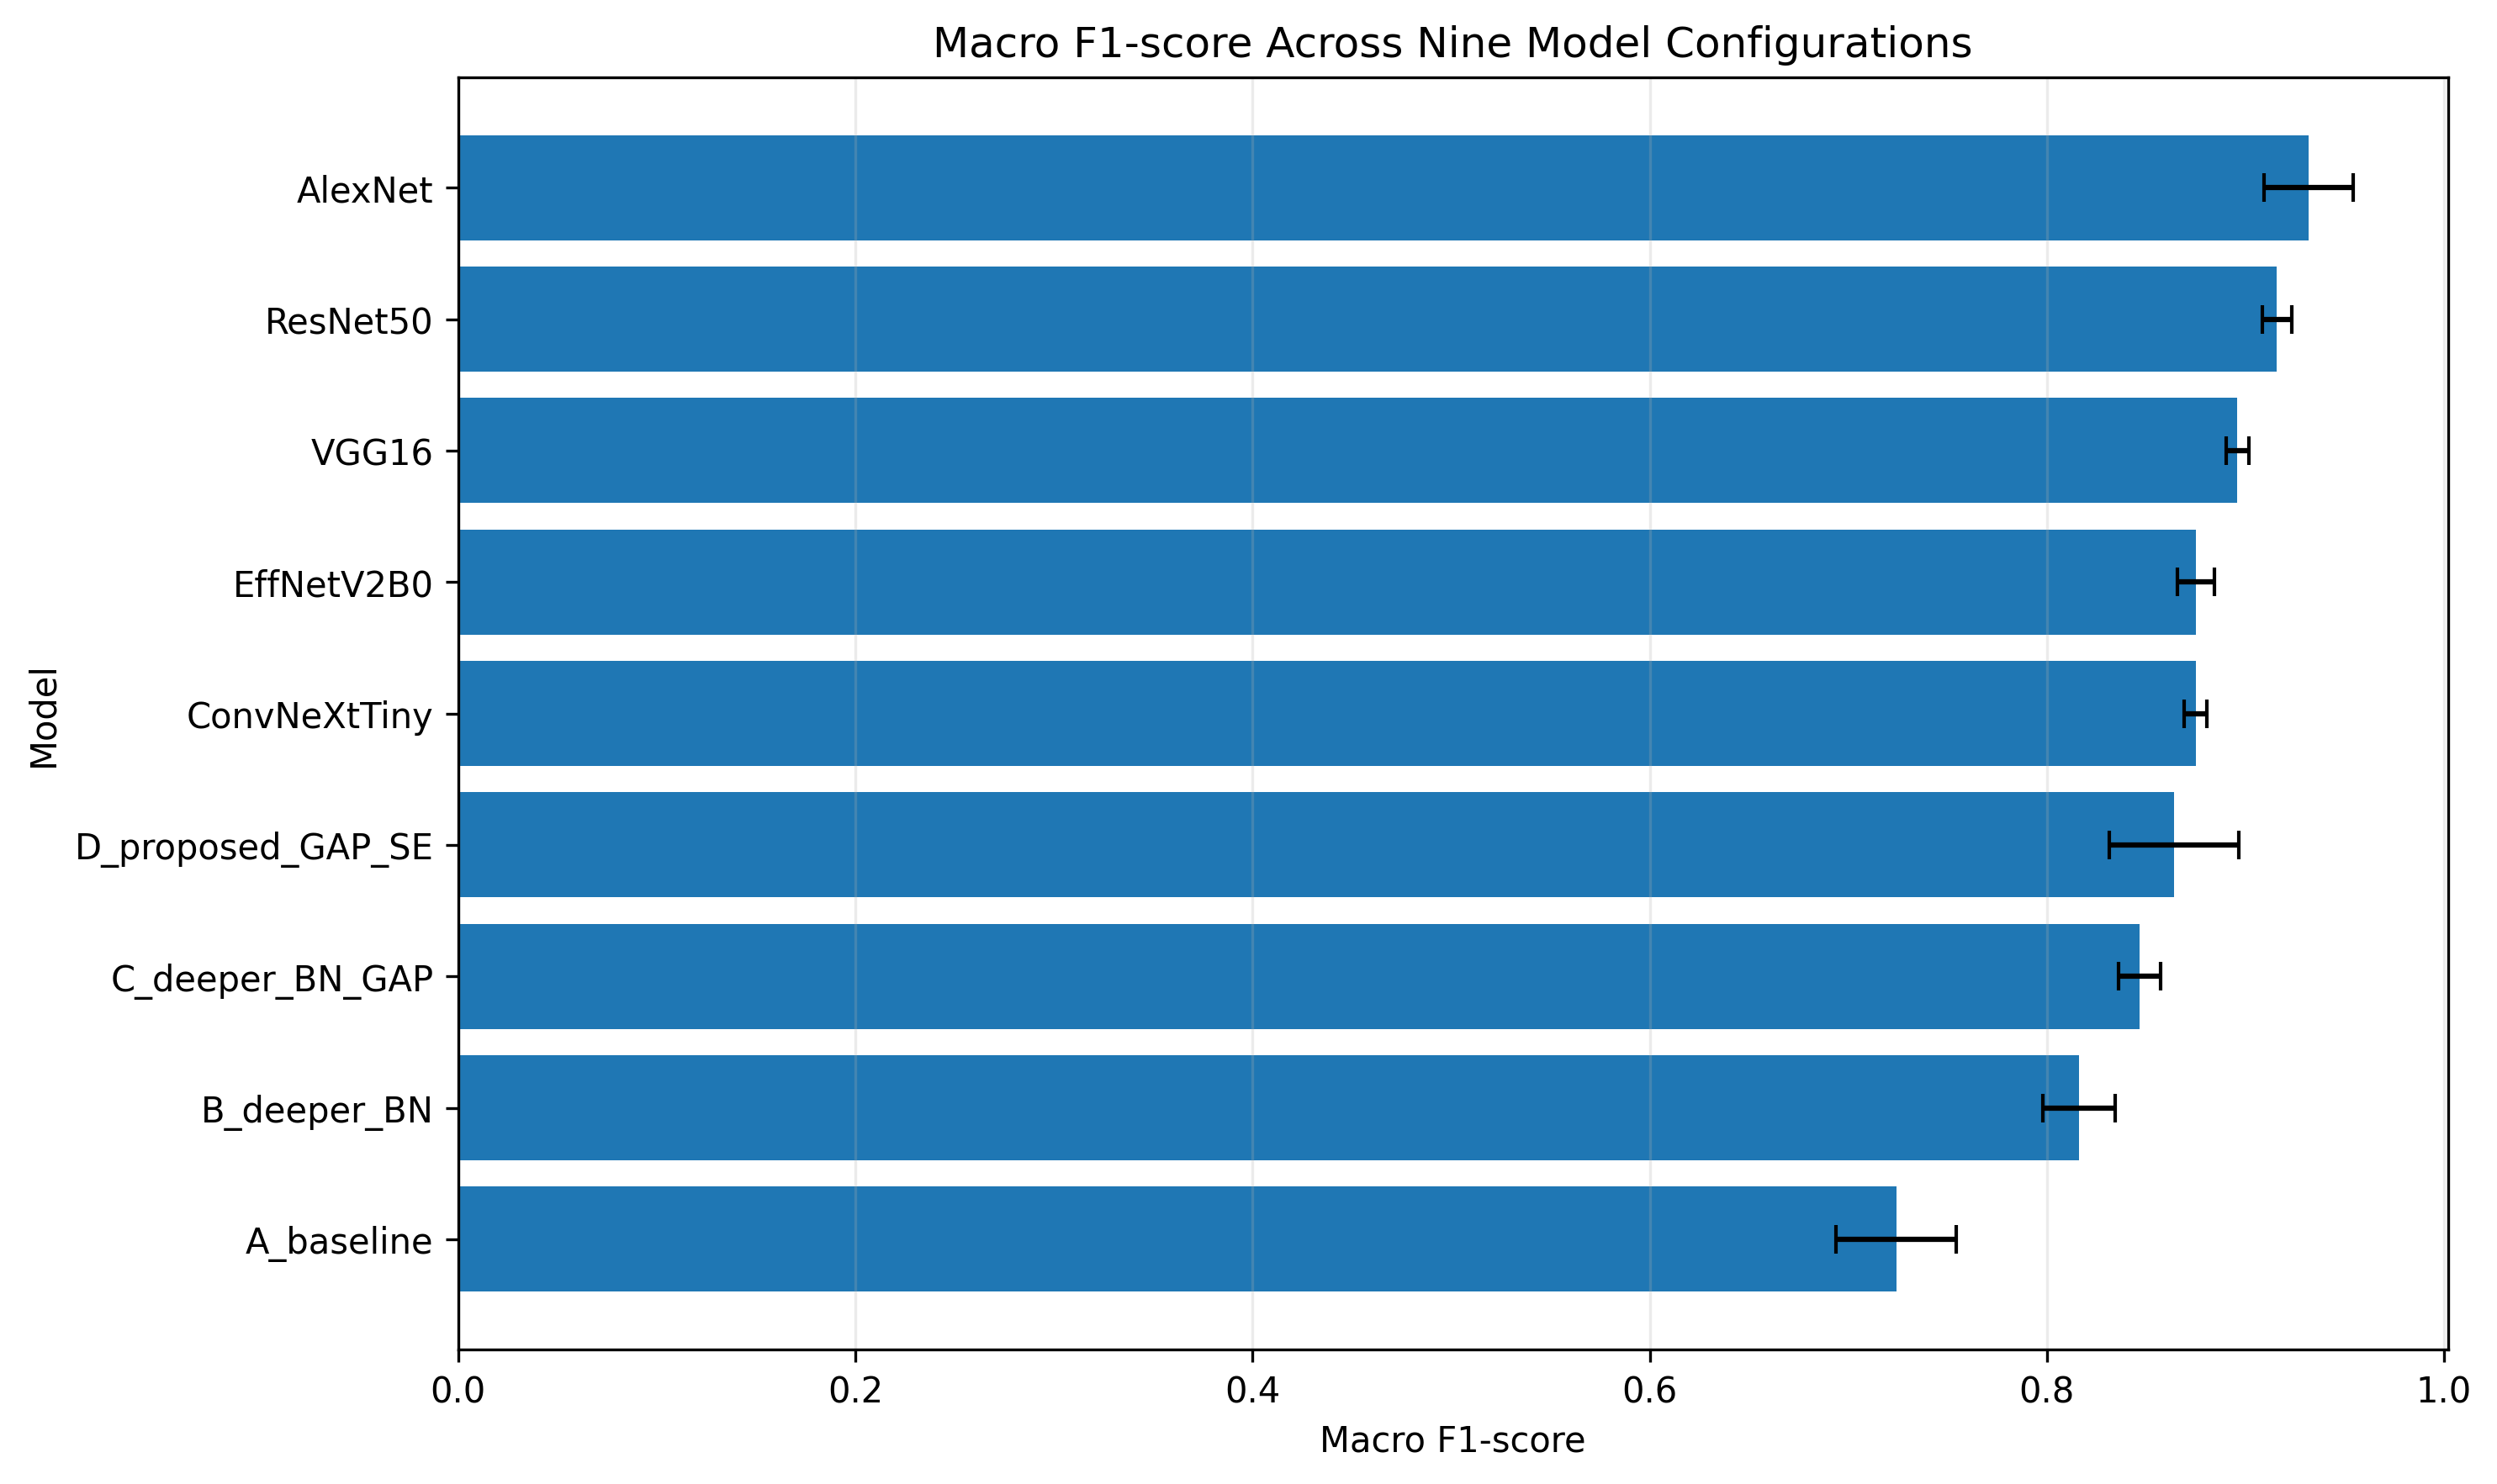 Macro F1-score Across Nine Model Configurations
AlexNet
ResNet50
VGG16
EffNetV2B0
ConvNeXtTiny
D_proposed_GAP_SE
C_deeper_BN_GAP
B_deeper_BN
A_baseline
Model
0.0 0.2 0.4 0.6 0.8 1.0
Macro F1-score